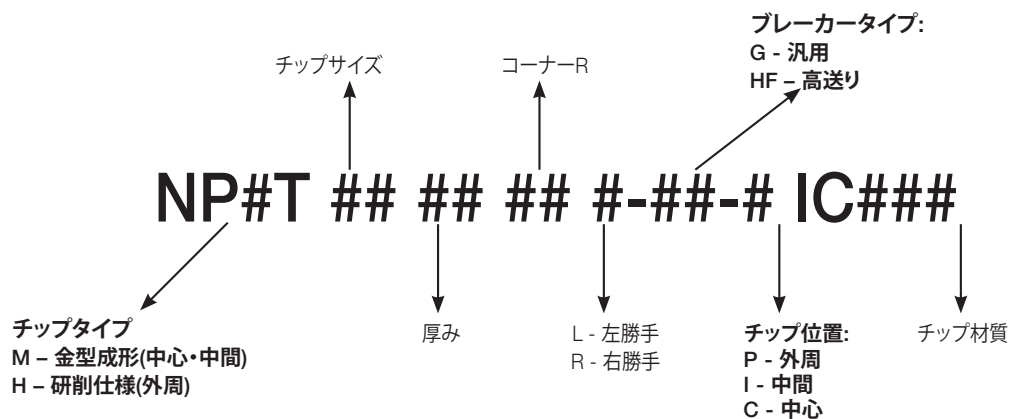 ブレーカータイプ:
G - 汎用
HF – 高送り
チップサイズ
コーナーR
NP#T ## ## ## #-##-# IC###
チップタイプ
M – 金型成形(中心・中間)
H – 研削仕様(外周)
厚み
L - 左勝手
R - 右勝手
チップ位置:
P - 外周
I - 中間
C - 中心
チップ材質